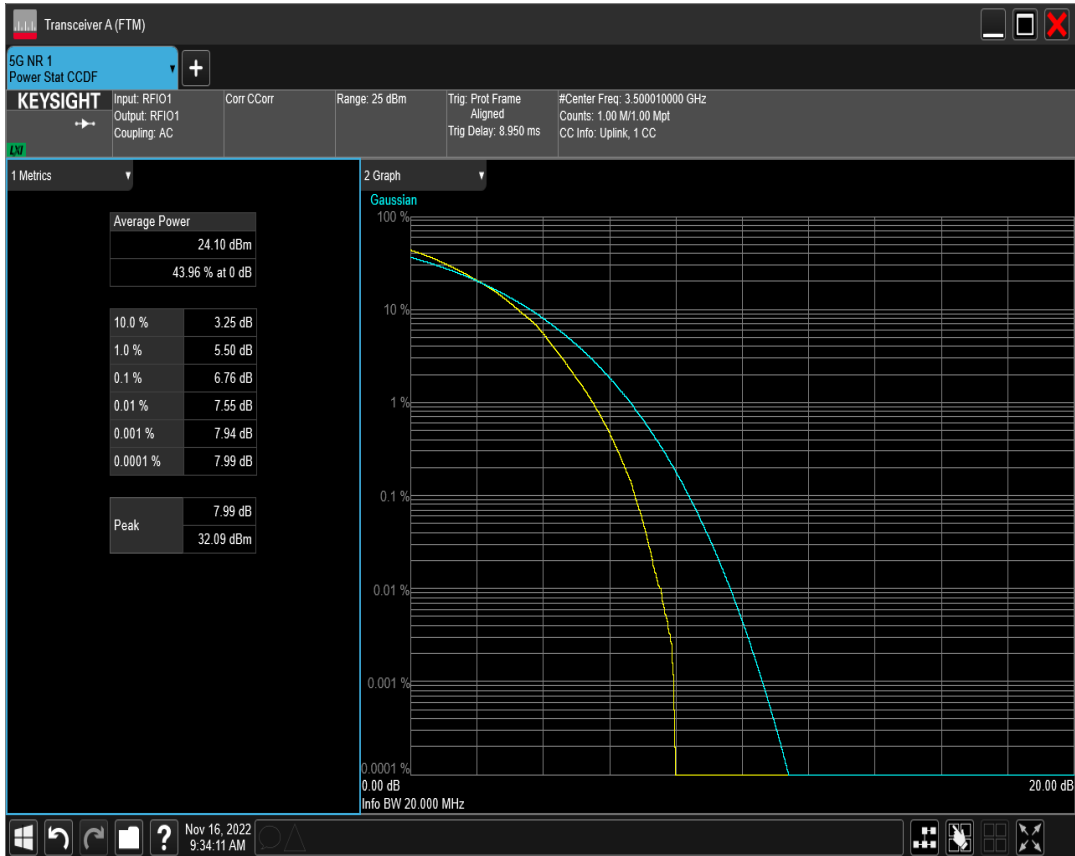 Transceiver A (FTM)
5G NR 1
Power Stat CCDF
+
KEYSIGHT
LXI
Input: RFIO1
Output: RFIO1
Coupling: AC
Corr CCorr
Range: 25 dBm
Trig: Prot Frame
Aligned
Trig Delay: 8.950 ms
#Center Freq: 3.500010000 GHz
Counts: 1.00 M/1.00 Mpt
CC Info: Uplink, 1 CC
1 Metrics
Average Power
24.10 dBm
43.96 % at 0 dB
10.0 % 3.25 dB
1.0 % 5.50 dB
0.1 % 6.76 dB
0.01 % 7.55 dB
0.001 % 7.94 dB
0.0001 % 7.99 dB
Peak
7.99 dB
32.09 dBm
2 Graph
Gaussian
100 %
10 %
1 %
0.1 %
0.01 %
0.001 %
0.0001 %
0.00 dB 20.00 dB
Info BW 20.000 MHz
?
Nov 16, 2022
9:34:11 AM